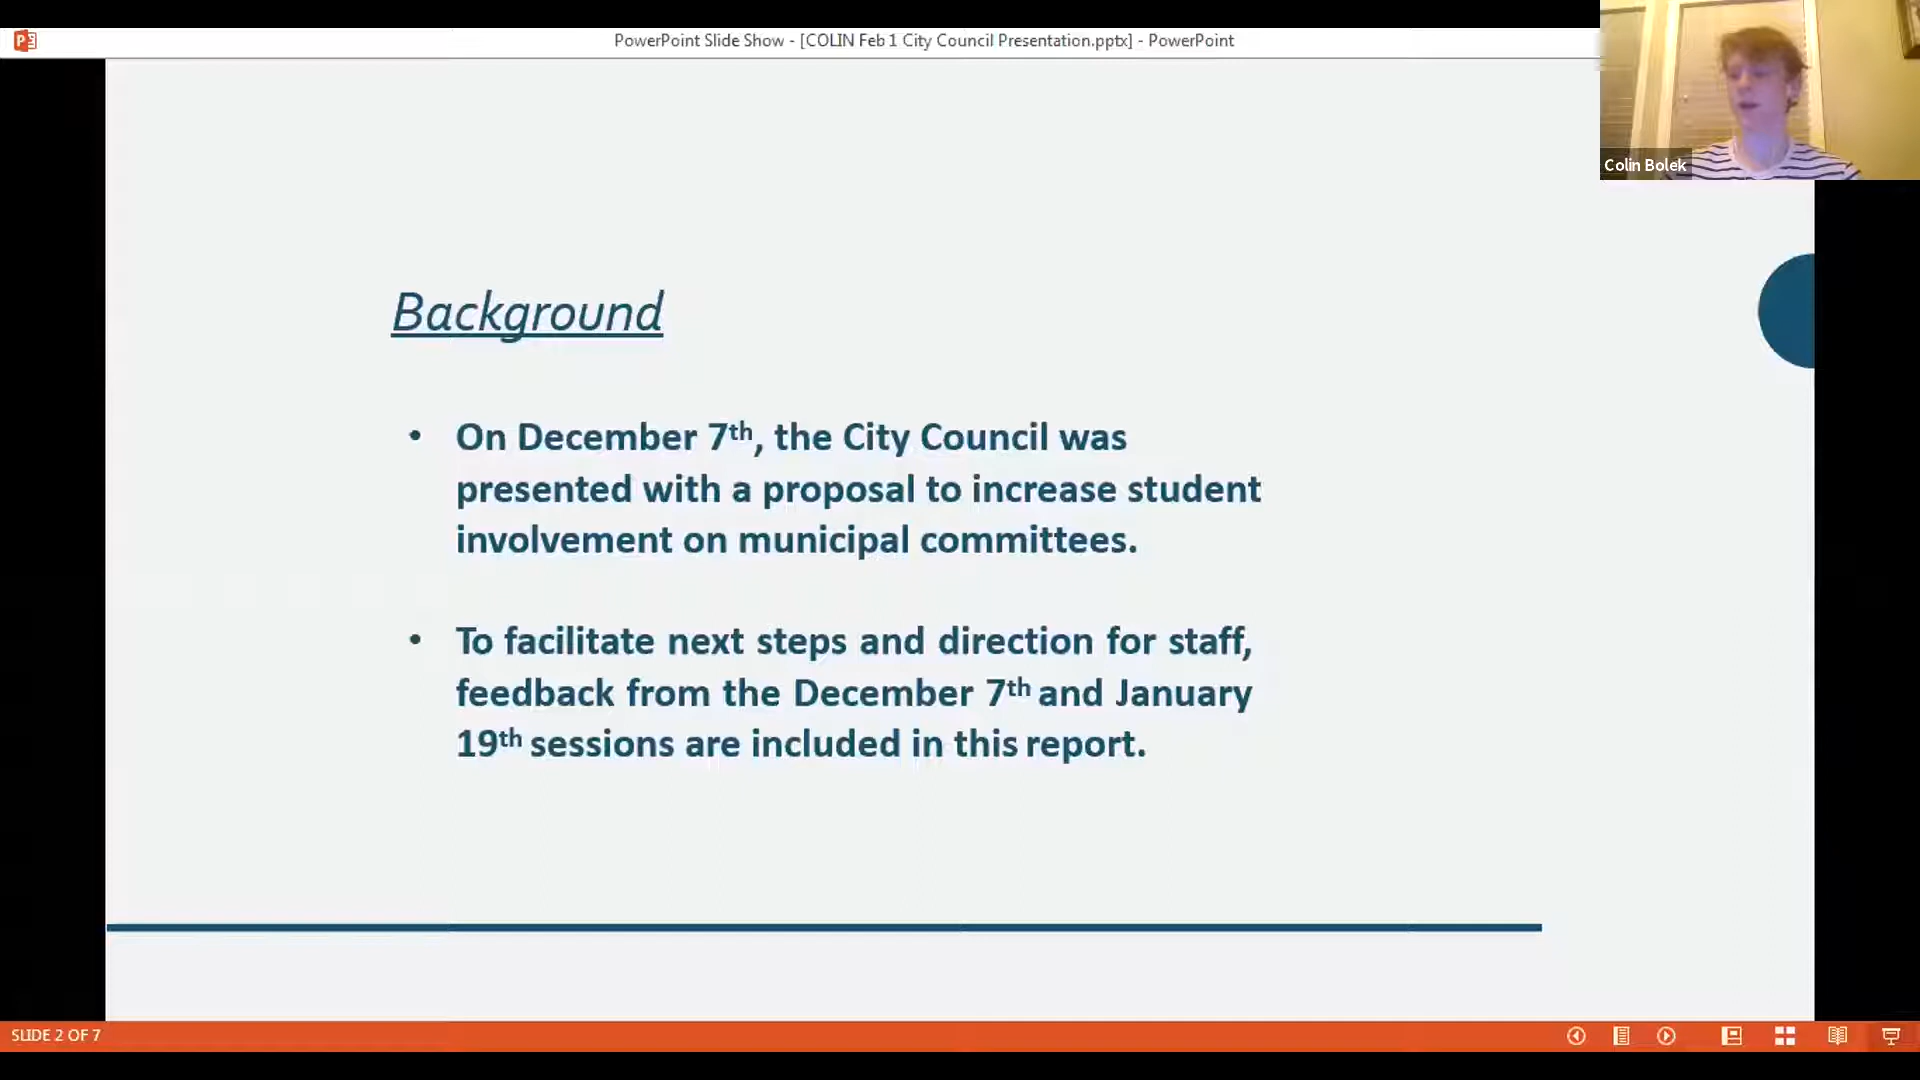 PowerPoint Slide Show - [COLIN Feb 1 City Council Presentation.pptx] - PowerPoint
Colin Bolek
Background
• On December 7th, the City Council was
presented with a proposal to increase student
involvement on municipal committees.
• To facilitate next steps and direction for staff,
feedback from the December 7th and January
19th sessions are included in this report.
SLIDE 2 OF 7